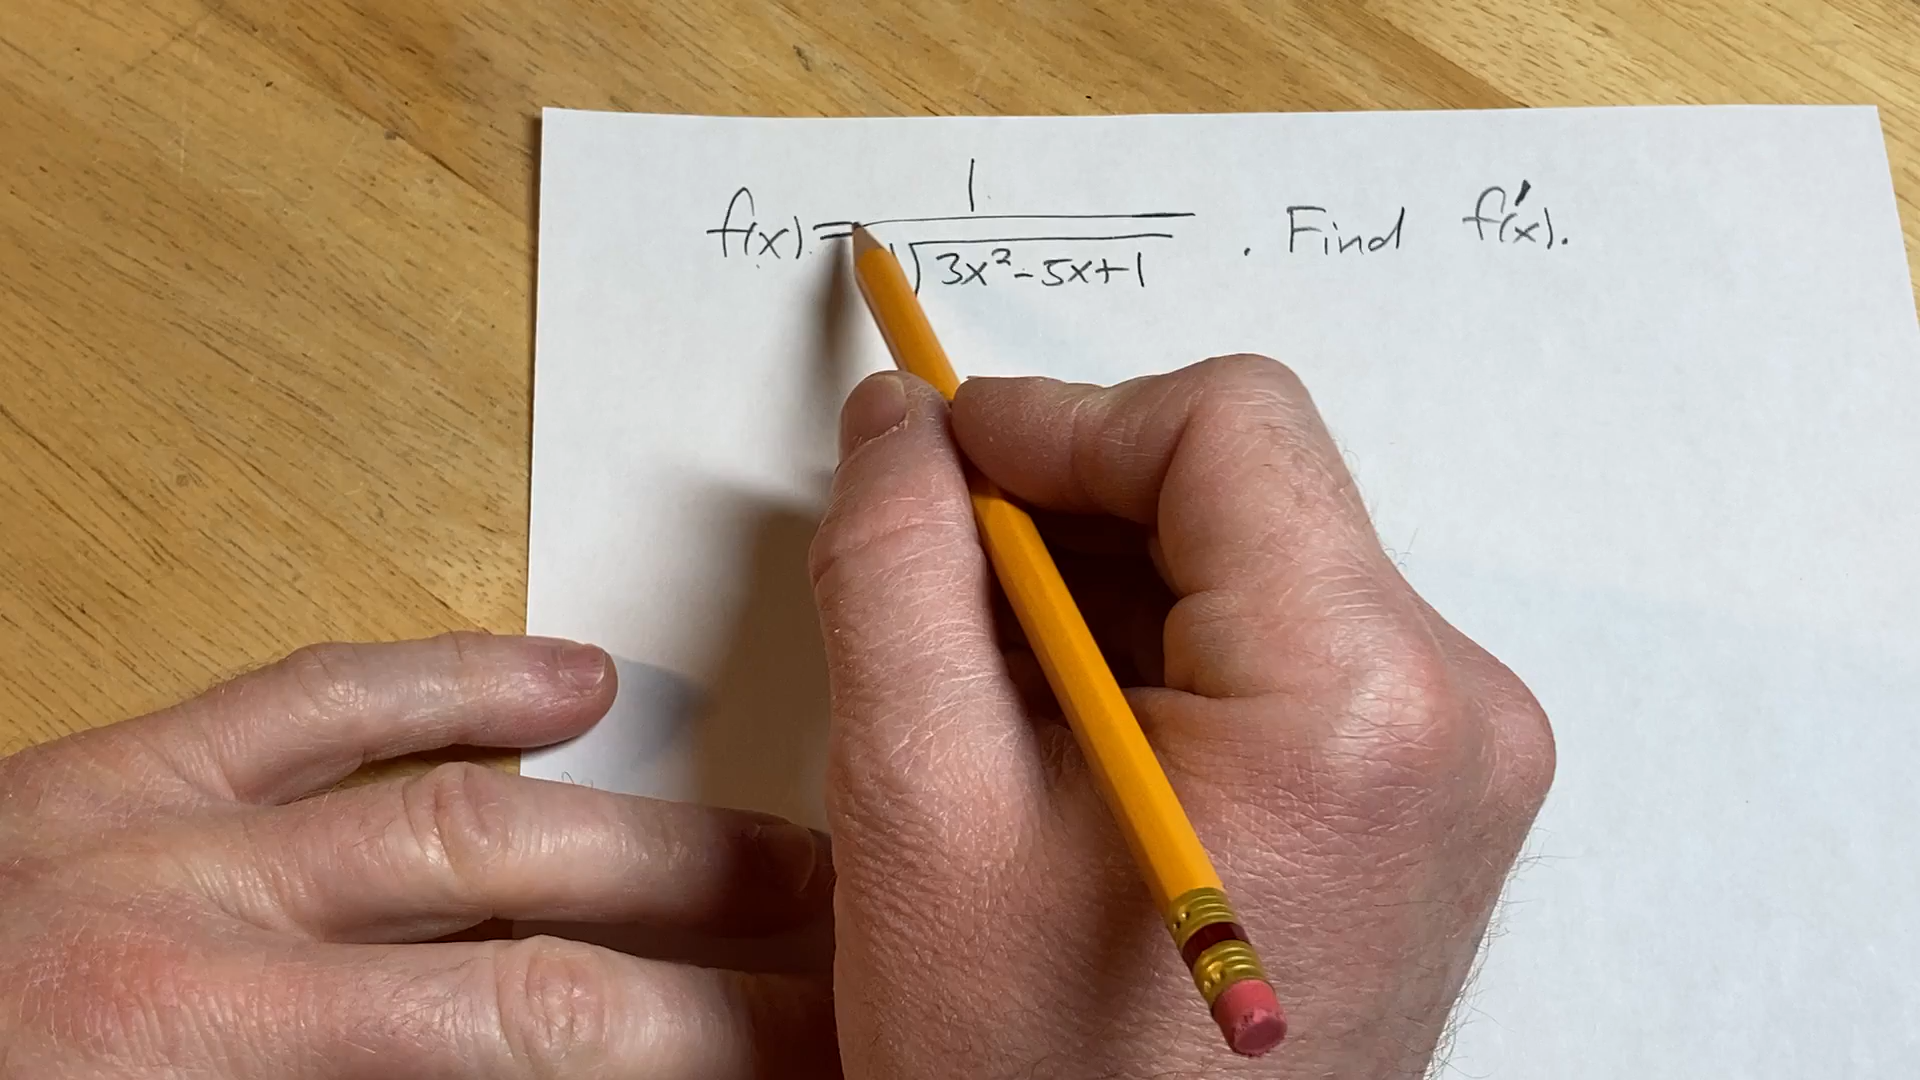 f(x) = 1/√(3x²-5x+1) . Find f'(x).